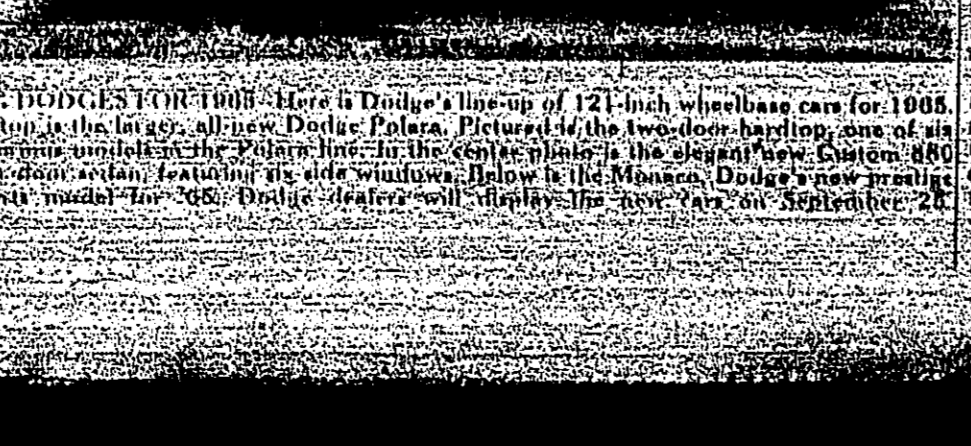 DODGES FOR 1965—Here is Dodge's line-up of 121-inch wheelbase cars for 1965.
top is the larger, all-new Dodge Polara. Pictured is the two-door hardtop, one of six
models in the Polara line. In the center photo is the elegant new Custom 880
door sedan, featuring six side windows. Below is the Monaco, Dodge's new prestige
model for '65. Dodge dealers will display the new cars on September 25.